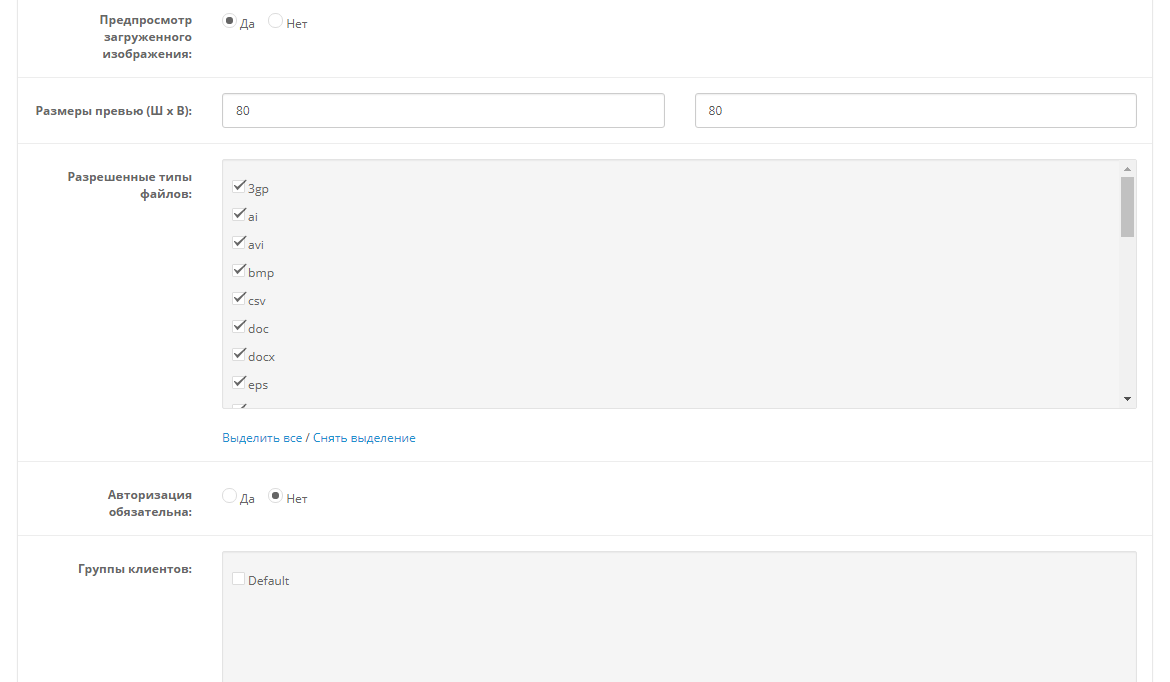 Предпросмотр
загруженного
изображения:
Да Нет
Размеры превью (Ш x В):
80 80
Разрешенные типы
файлов:
3gp
ai
avi
bmp
csv
doc
docx
eps
Выделить все / Снять выделение
Авторизация
обязательна:
Да Нет
Группы клиентов:
Default